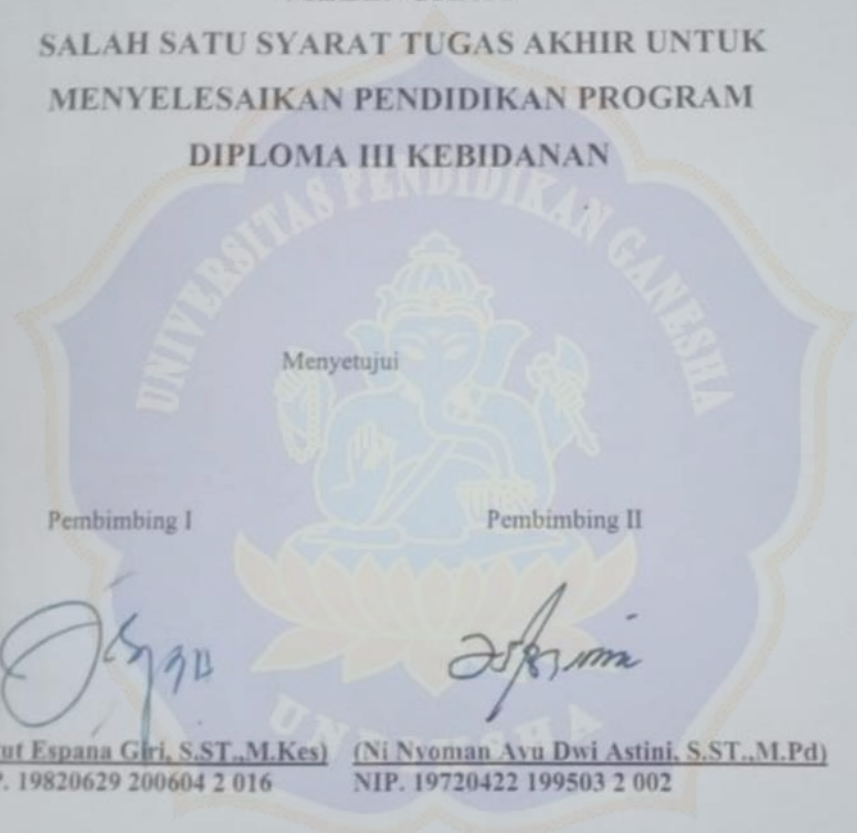 SALAH SATU SYARAT TUGAS AKHIR UNTUK
MENYELESAIKAN PENDIDIKAN PROGRAM
DIPLOMA III KEBIDANAN
UNIVERSITAS PENDIDIKAN GANESHA
Menyetujui
Pembimbing I Pembimbing II
UNDIKSHA
ut Espana Giri, S.ST.,M.Kes) (Ni Nyoman Ayu Dwi Astini, S.ST.,M.Pd)
. 19820629 200604 2 016 NIP. 19720422 199503 2 002